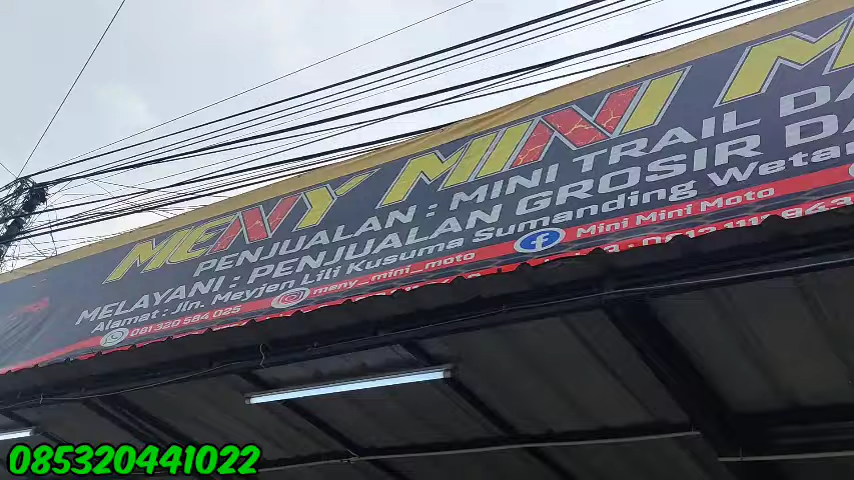 MENY MINI M
PENJUALAN : MINI TRAIL DA
MELAYANI : PENJUALAN GROSIR DA
Alamat : Jln. Meyjen Lili Kusuma Sumanding Wetan
081 320 584 025 meny_mini_moto Mini Mini Moto
085320441022